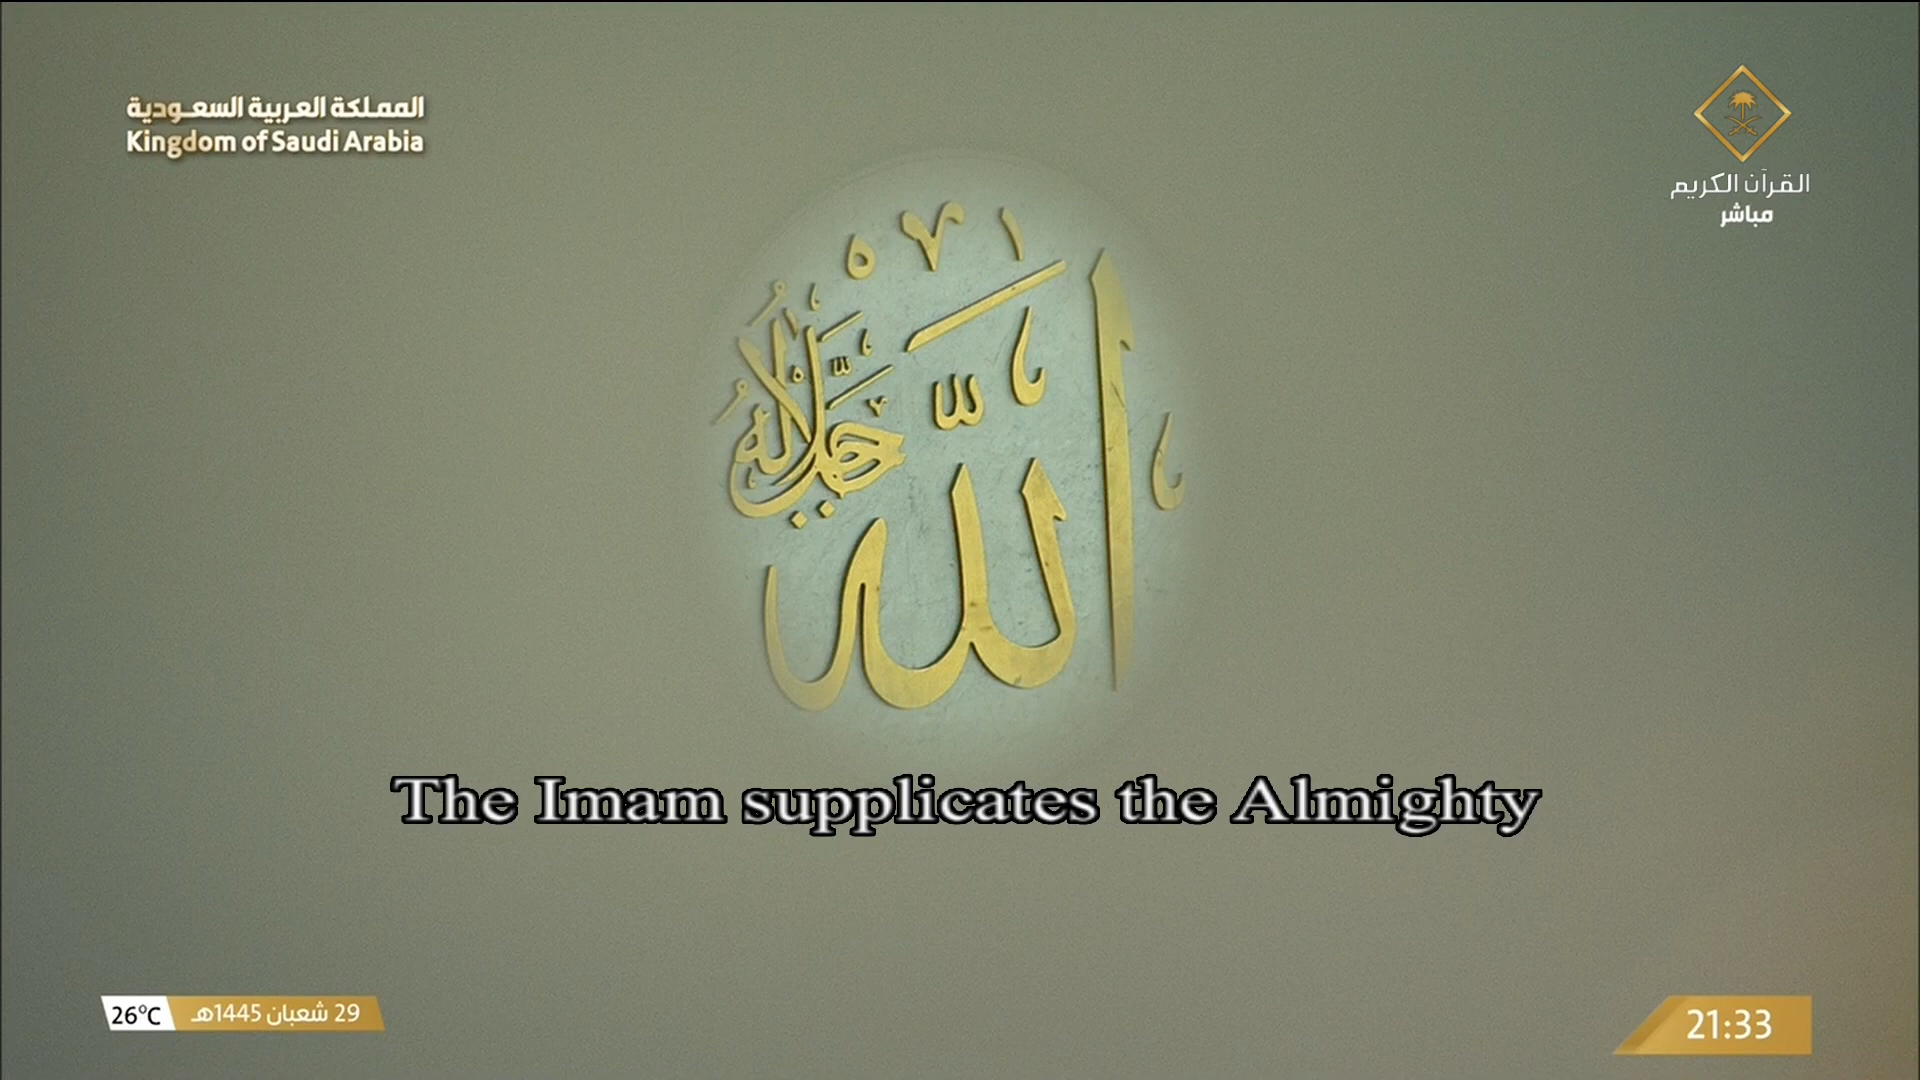 المملكة العربية السعودية
Kingdom of Saudi Arabia
القرآن الكريم
مباشر
الله
جل جلاله
The Imam supplicates the Almighty
26°C
29 شعبان 1445هـ
21:33